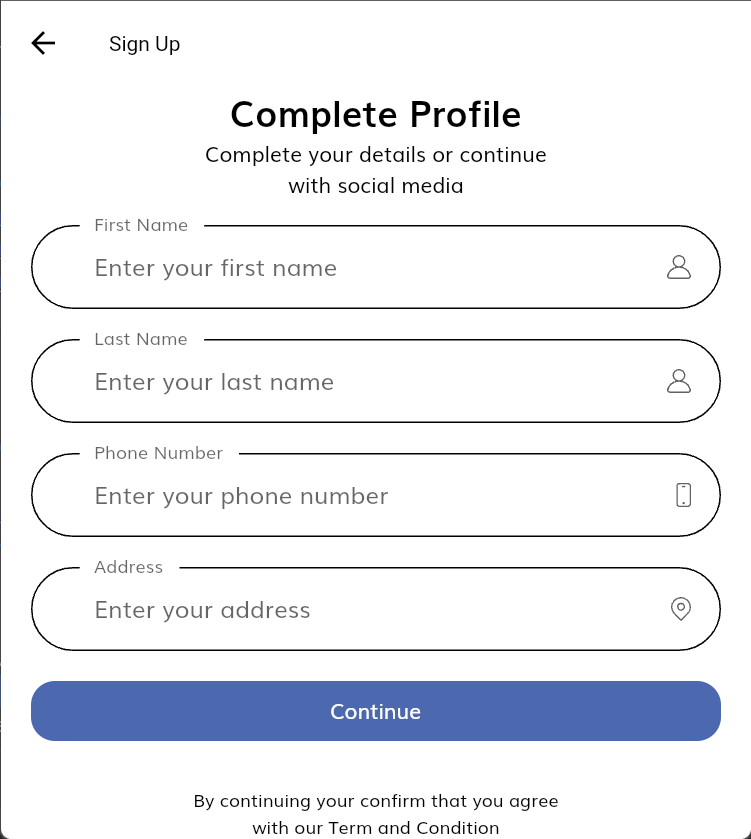 Sign Up
Complete Profile
Complete your details or continue
with social media
First Name
Enter your first name
Last Name
Enter your last name
Phone Number
Enter your phone number
Address
Enter your address
Continue
By continuing your confirm that you agree
with our Term and Condition